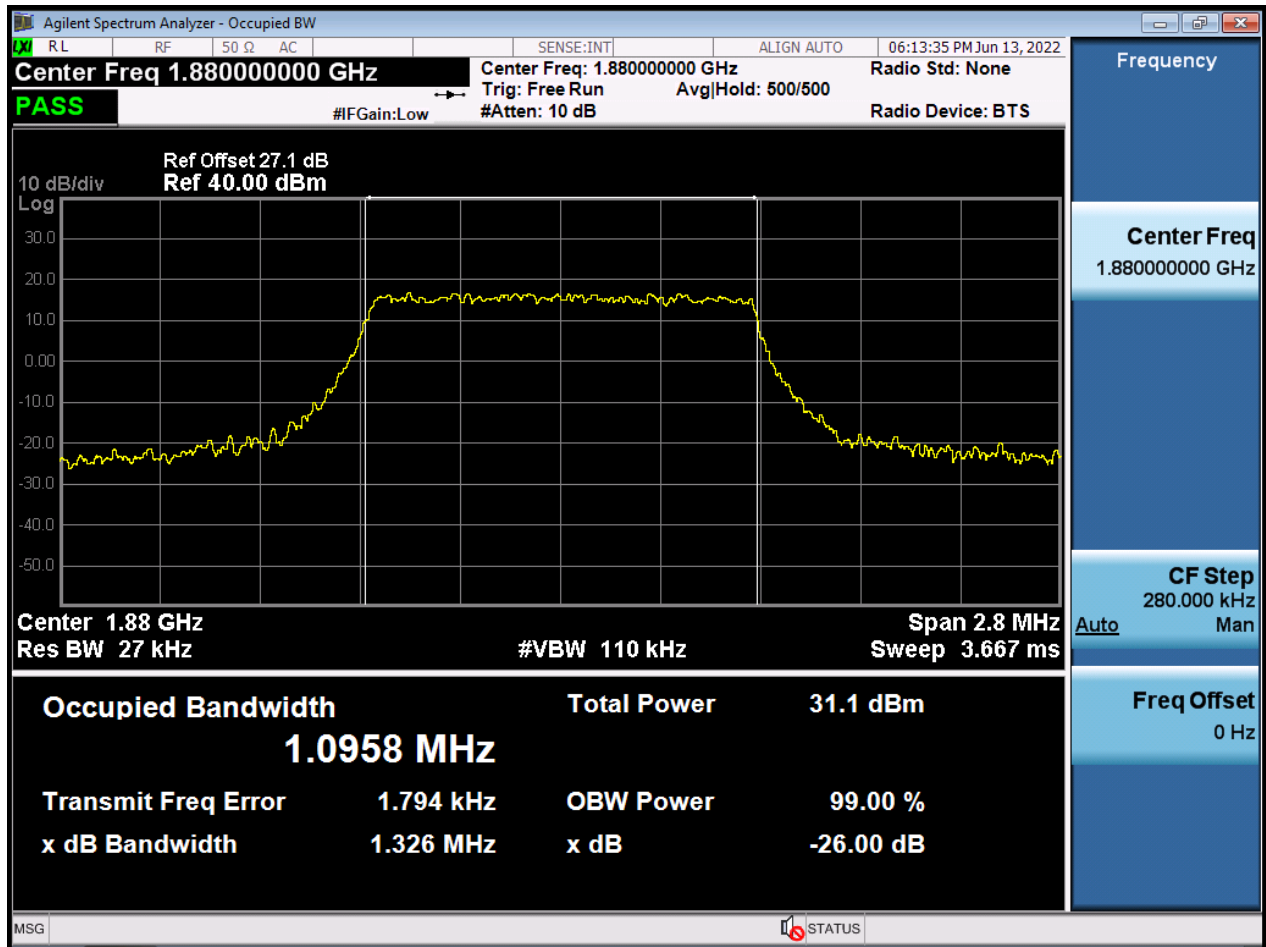 Agilent Spectrum Analyzer - Occupied BW
LXI RL RF 50 Ω AC SENSE:INT ALIGN AUTO 06:13:35 PM Jun 13, 2022
Center Freq 1.880000000 GHz
Center Freq: 1.880000000 GHz
Radio Std: None
Trig: Free Run Avg|Hold: 500/500
PASS
#IFGain:Low
#Atten: 10 dB
Radio Device: BTS
Ref Offset 27.1 dB
10 dB/div Ref 40.00 dBm
Log
30.0
20.0
10.0
0.00
-10.0
-20.0
-30.0
-40.0
-50.0
Center 1.88 GHz Span 2.8 MHz
Res BW 27 kHz #VBW 110 kHz Sweep 3.667 ms
Occupied Bandwidth Total Power 31.1 dBm
1.0958 MHz
Transmit Freq Error 1.794 kHz OBW Power 99.00 %
x dB Bandwidth 1.326 MHz x dB -26.00 dB
Frequency
Center Freq
1.880000000 GHz
CF Step
280.000 kHz
Auto Man
Freq Offset
0 Hz
MSG STATUS